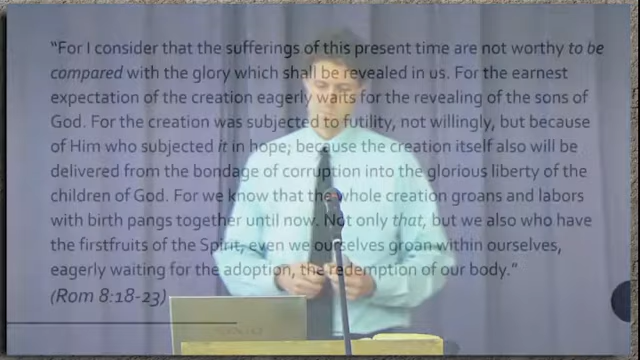 “For I consider that the sufferings of this present time are not worthy to be
compared with the glory which shall be revealed in us. For the earnest
expectation of the creation eagerly waits for the revealing of the sons of
God. For the creation was subjected to futility, not willingly, but because
of Him who subjected it in hope; because the creation itself also will be
delivered from the bondage of corruption into the glorious liberty of the
children of God. For we know that the whole creation groans and labors
with birth pangs together until now. Not only that, but we also who have
the firstfruits of the Spirit, even we ourselves groan within ourselves,
eagerly waiting for the adoption, the redemption of our body.”
(Rom 8:18-23)